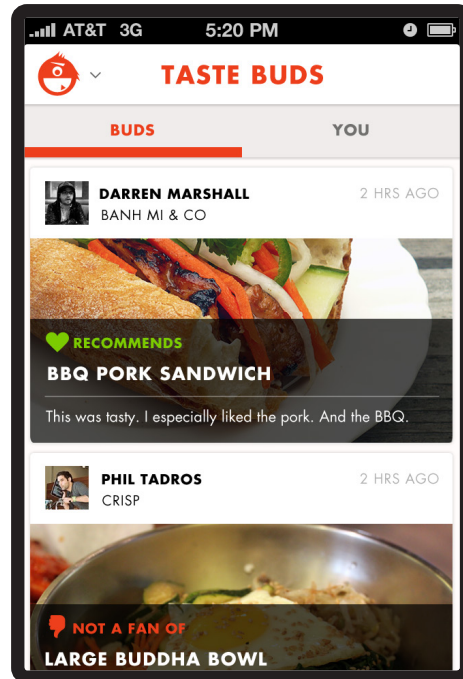 AT&T 3G 5:20 PM
TASTE BUDS
BUDS YOU
DARREN MARSHALL 2 HRS AGO
BANH MI & CO
RECOMMENDS
BBQ PORK SANDWICH
This was tasty. I especially liked the pork. And the BBQ.
PHIL TADROS 2 HRS AGO
CRISP
NOT A FAN OF
LARGE BUDDHA BOWL